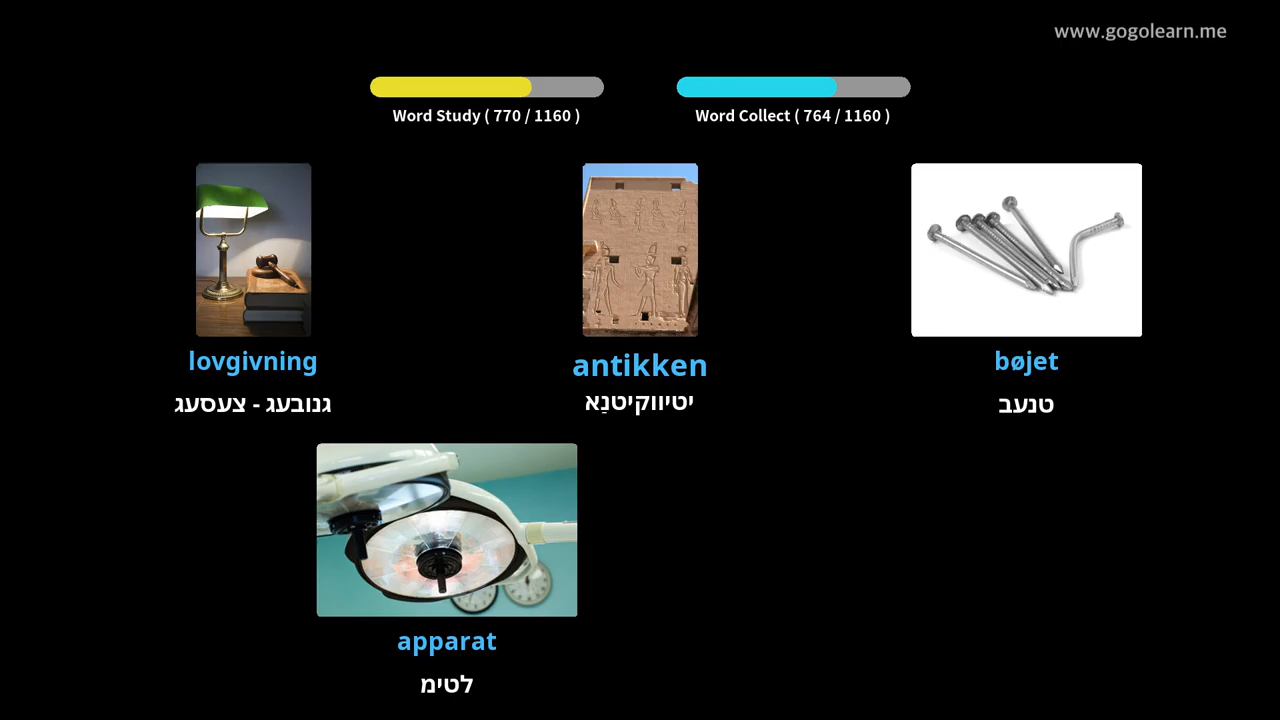 www.gogolearn.me
Word Study ( 770 / 1160 )
Word Collect ( 764 / 1160 )
lovgivning
גנובעג - צעסעג
antikken
יטיווקיטנַא
bøjet
טנעב
apparat
לטימ